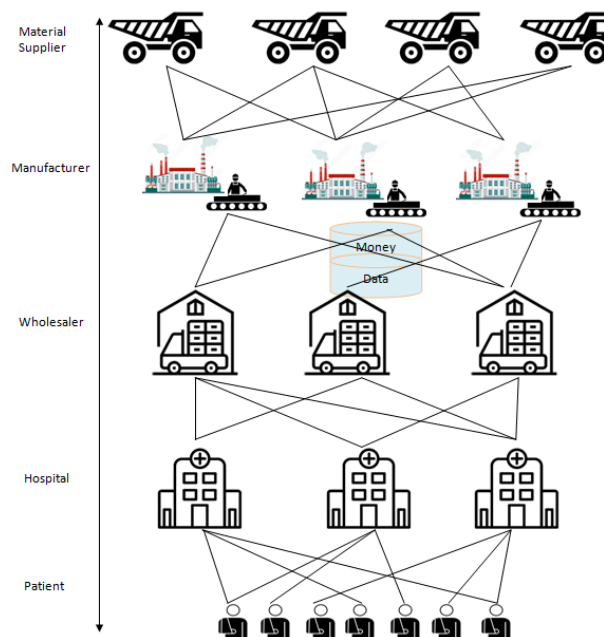 Material
Supplier
Manufacturer
Money
Data
Wholesaler
Hospital
Patient